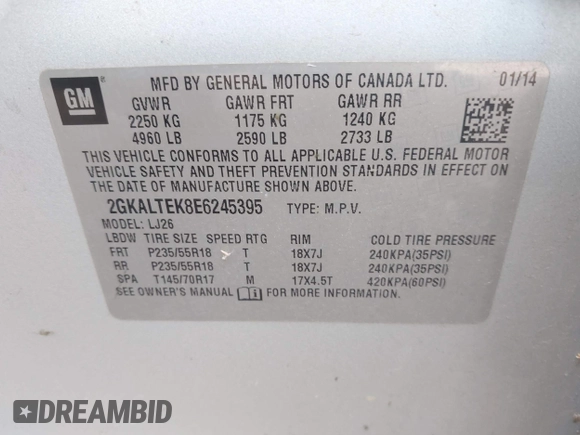 GM
MFD BY GENERAL MOTORS OF CANADA LTD. 01/14
GVWR GAWR FRT GAWR RR
2250 KG 1175 KG 1240 KG
4960 LB 2590 LB 2733 LB
THIS VEHICLE CONFORMS TO ALL APPLICABLE U.S. FEDERAL MOTOR
VEHICLE SAFETY AND THEFT PREVENTION STANDARDS IN EFFECT ON
THE DATE OF MANUFACTURE SHOWN ABOVE.
2GKALTEK8E6245395 TYPE: M.P.V.
MODEL: LJ26
LBDW TIRE SIZE SPEED RTG RIM COLD TIRE PRESSURE
FRT P235/55R18 T 18X7J 240KPA(35PSI)
RR P235/55R18 T 18X7J 240KPA(35PSI)
SPA T145/70R17 M 17X4.5T 420KPA(60PSI)
SEE OWNER'S MANUAL FOR MORE INFORMATION.
DREAMBID